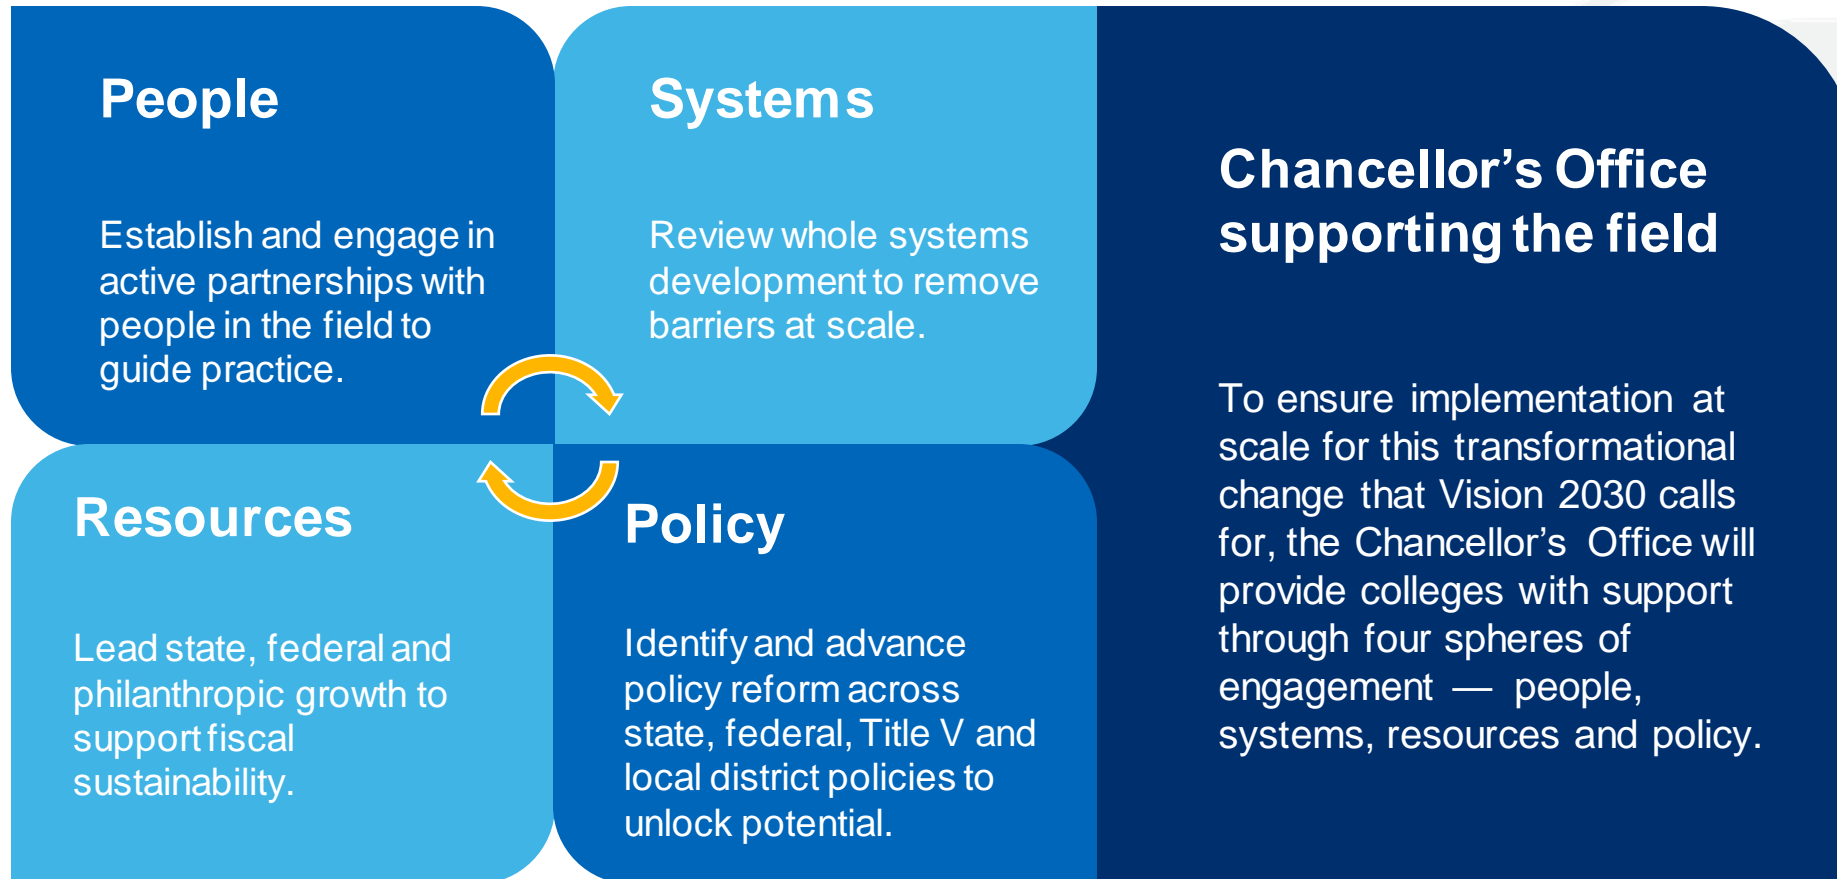 People
Establish and engage in
active partnerships with
people in the field to
guide practice.
Systems
Review whole systems
development to remove
barriers at scale.
Resources
Lead state, federal and
philanthropic growth to
support fiscal
sustainability.
Policy
Identify and advance
policy reform across
state, federal, Title V and
local district policies to
unlock potential.
Chancellor’s Office
supporting the field
To ensure implementation at
scale for this transformational
change that Vision 2030 calls
for, the Chancellor’s Office will
provide colleges with support
through four spheres of
engagement — people,
systems, resources and policy.